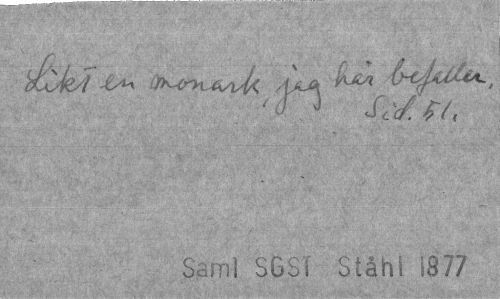 Likt en monark, jag här befaller.
Sid. 51.
Saml SGST Ståhl 1877